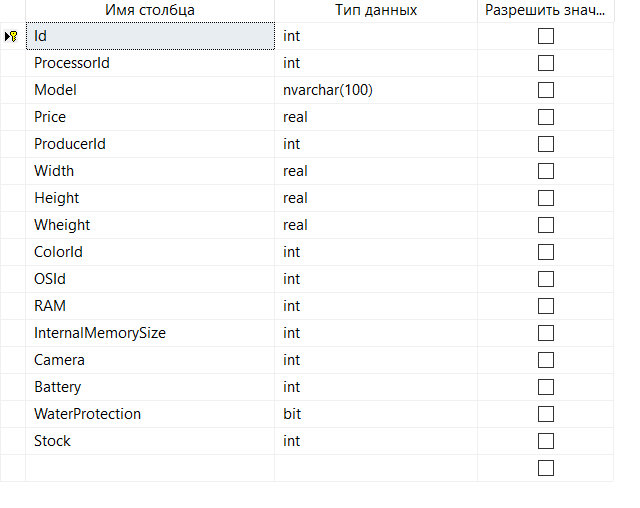 Имя столбца Тип данных Разрешить знач...
Id int
ProcessorId int
Model nvarchar(100)
Price real
ProducerId int
Width real
Height real
Wheight real
ColorId int
OSId int
RAM int
InternalMemorySize int
Camera int
Battery int
WaterProtection bit
Stock int